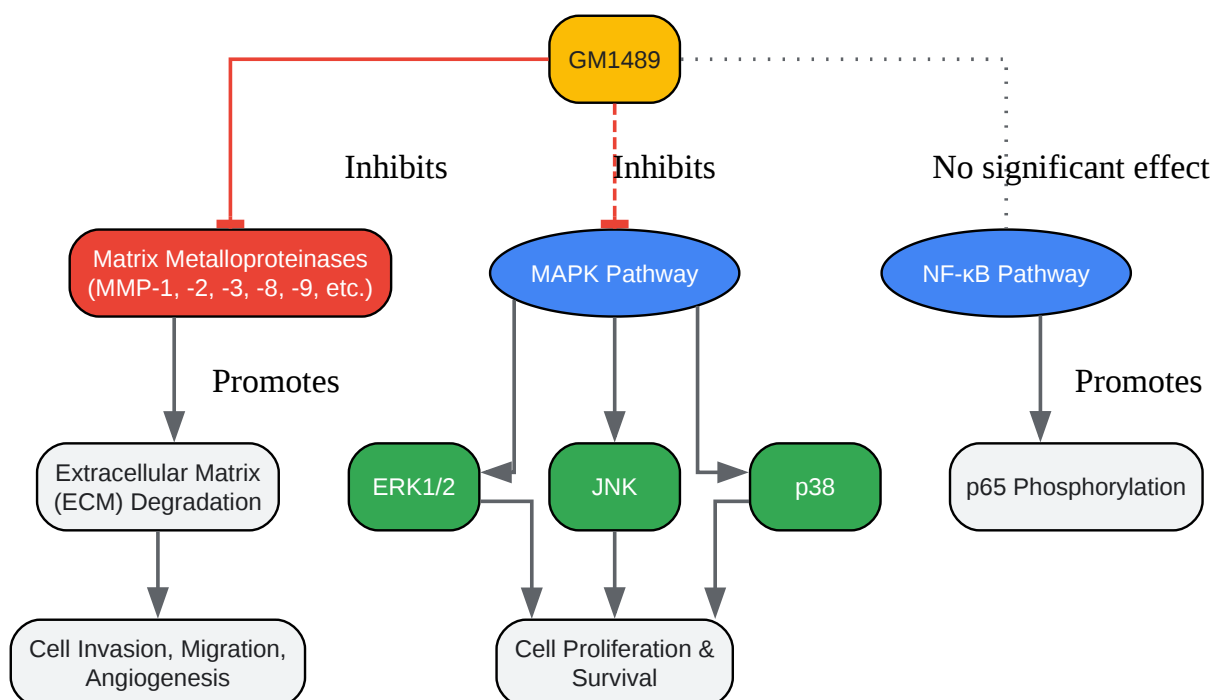 GM1489
Inhibits
Inhibits
No significant effect
Matrix Metalloproteinases
(MMP-1, -2, -3, -8, -9, etc.)
MAPK Pathway
NF-κB Pathway
Promotes
Promotes
Extracellular Matrix
(ECM) Degradation
ERK1/2
JNK
p38
p65 Phosphorylation
Cell Invasion, Migration,
Angiogenesis
Cell Proliferation &
Survival